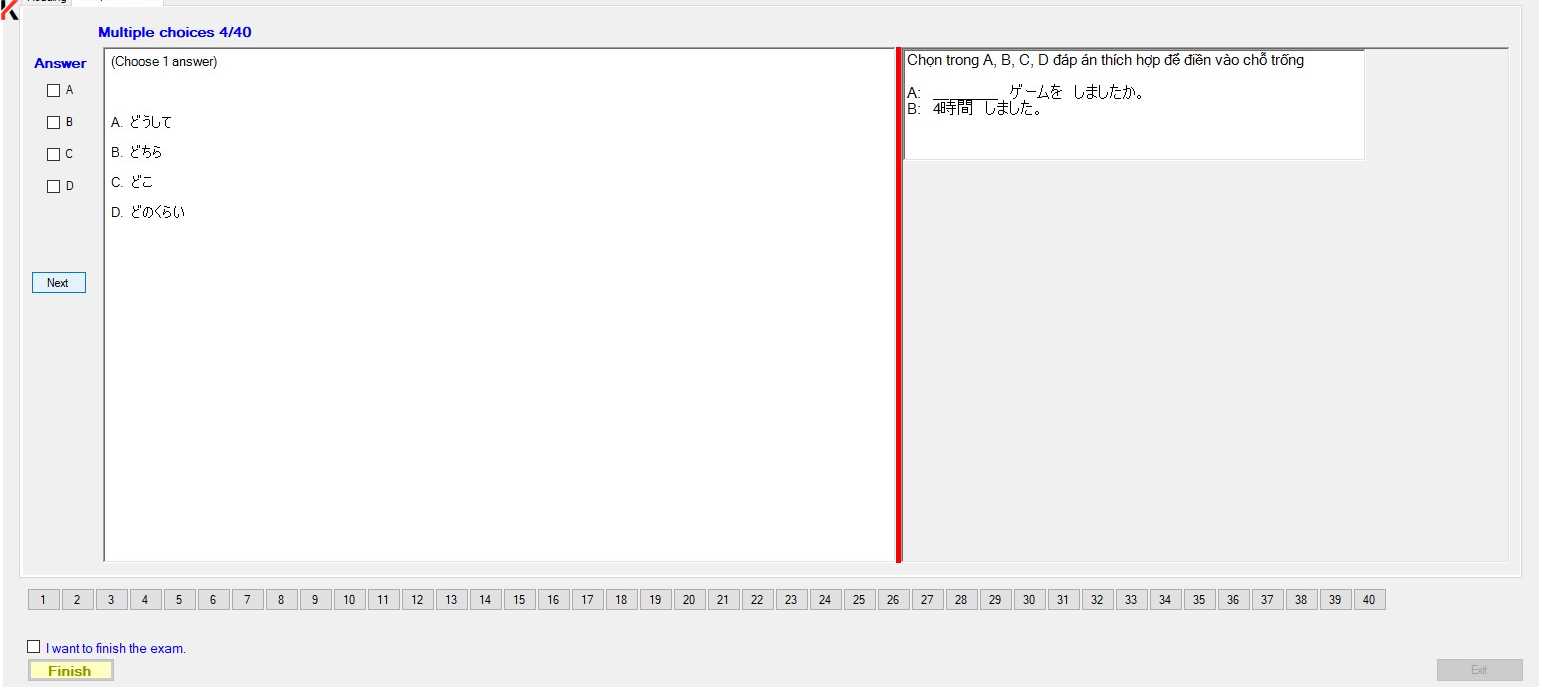 Multiple choices 4/40
Answer
A
B
C
D
Next
(Choose 1 answer)
A. どうして
B. どちら
C. どこ
D. どのくらい
Chọn trong A, B, C, D đáp án thích hợp để điền vào chỗ trống
A: ________ ゲームを しましたか。
B: 4時間 しました。
1 2 3 4 5 6 7 8 9 10 11 12 13 14 15 16 17 18 19 20 21 22 23 24 25 26 27 28 29 30 31 32 33 34 35 36 37 38 39 40
I want to finish the exam.
Finish
Exit